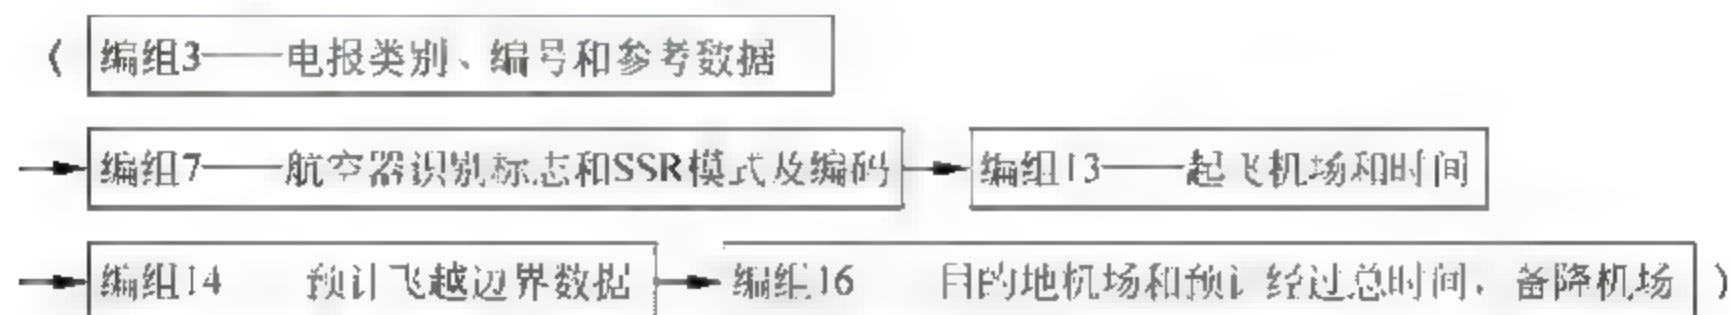 ( 编组3——电报类别、编号和参考数据
编组7——航空器识别标志和SSR模式及编码 编组13——起飞机场和时间
编组14 预计飞越边界数据 编组16 目的地机场和预计经过总时间，备降机场 )